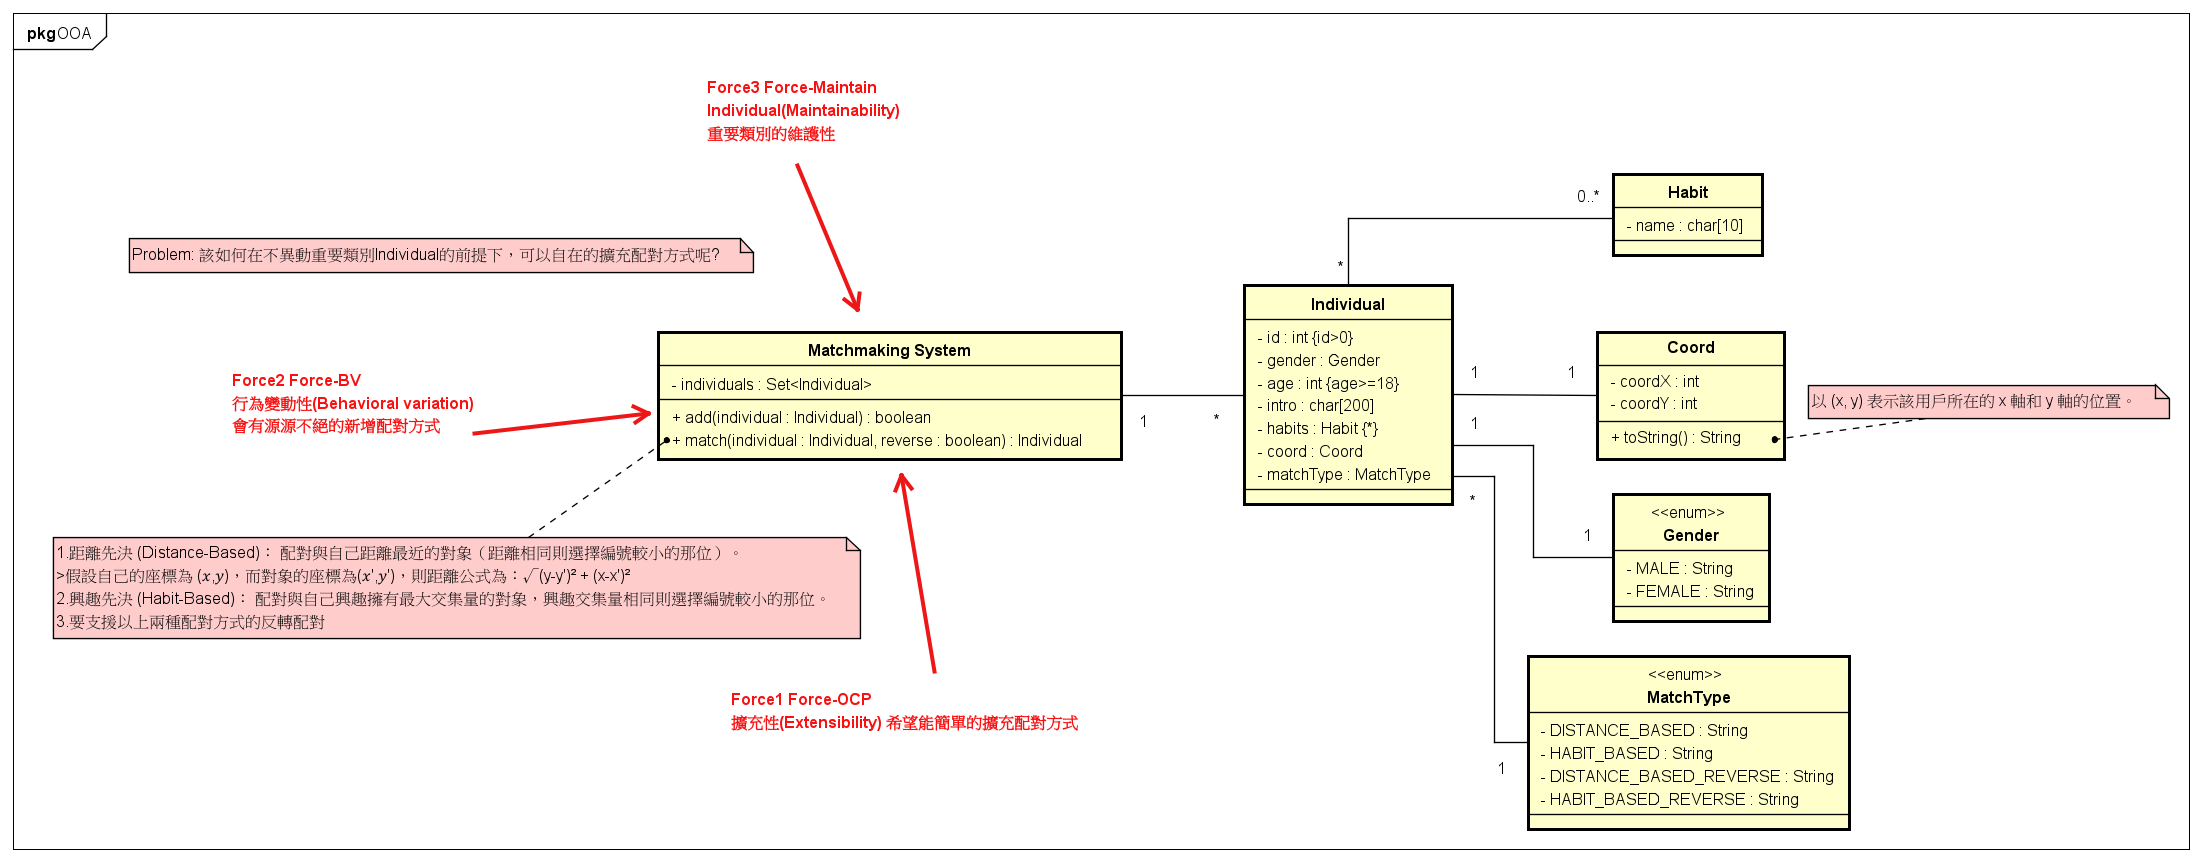 pkg OOA
Force3 Force-Maintain
Individual(Maintainability)
重要類別的維護性
Problem: 該如何在不異動重要類別Individual的前提下，可以自在的擴充配對方式呢?
Force2 Force-BV
行為變動性(Behavioral variation)
會有源源不絕的新增配對方式
Matchmaking System
- individuals : Set<Individual>
+ add(individual : Individual) : boolean
+ match(individual : Individual, reverse : boolean) : Individual
1
*
1.距離先決 (Distance-Based)： 配對與自己距離最近的對象（距離相同則選擇編號較小的那位）。
>假設自己的座標為 (x,y)，而對象的座標為(x',y')，則距離公式為：√(y-y')² + (x-x')²
2.興趣先決 (Habit-Based)： 配對與自己興趣擁有最大交集量的對象，興趣交集量相同則選擇編號較小的那位。
3.要支援以上兩種配對方式的反轉配對
Force1 Force-OCP
擴充性(Extensibility) 希望能簡單的擴充配對方式
Individual
- id : int {id>0}
- gender : Gender
- age : int {age>=18}
- intro : char[200]
- habits : Habit {*}
- coord : Coord
- matchType : MatchType
*
0..*
Habit
- name : char[10]
1
1
Coord
- coordX : int
- coordY : int
+ toString() : String
以 (x, y) 表示該用戶所在的 x 軸和 y 軸的位置。
1
1
<<enum>>
Gender
- MALE : String
- FEMALE : String
*
1
<<enum>>
MatchType
- DISTANCE_BASED : String
- HABIT_BASED : String
- DISTANCE_BASED_REVERSE : String
- HABIT_BASED_REVERSE : String